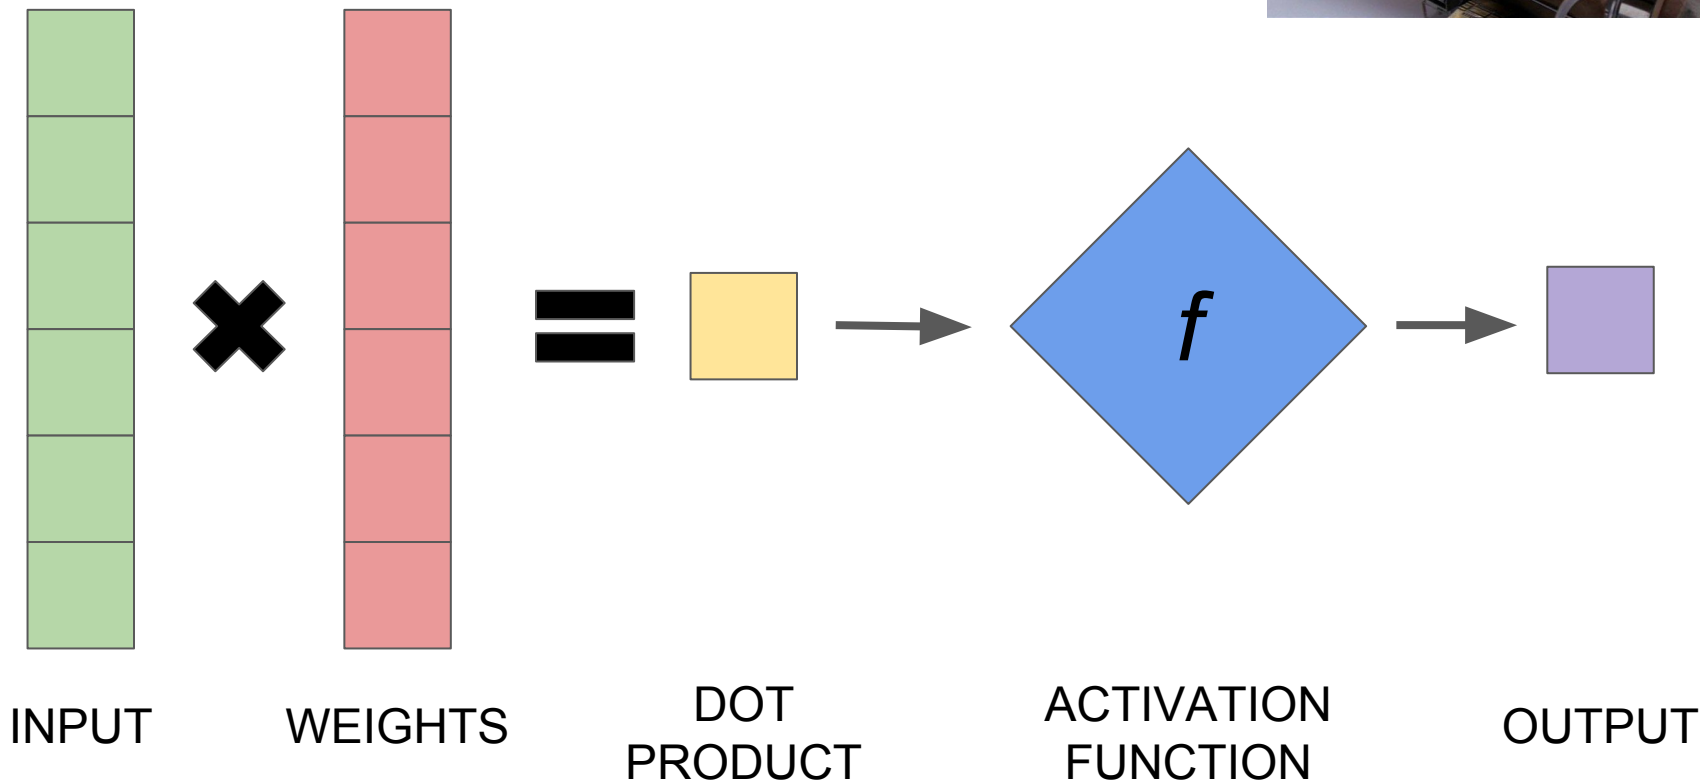 f
INPUT
WEIGHTS
DOT
PRODUCT
ACTIVATION
FUNCTION
OUTPUT